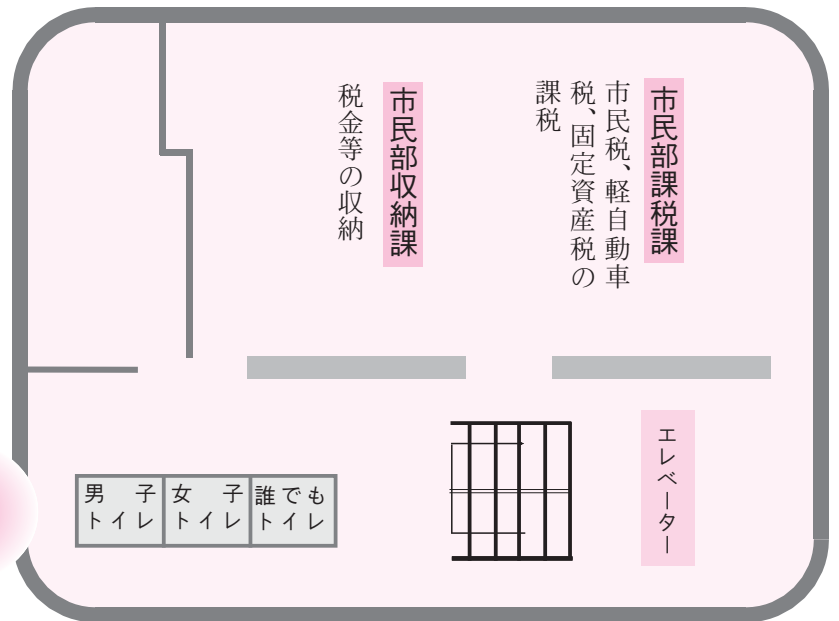 市民部課税課
市民税、軽自動車
税、固定資産税の
課税
市民部収納課
税金等の収納
エレベーター
男子
トイレ
女子
トイレ
誰でも
トイレ